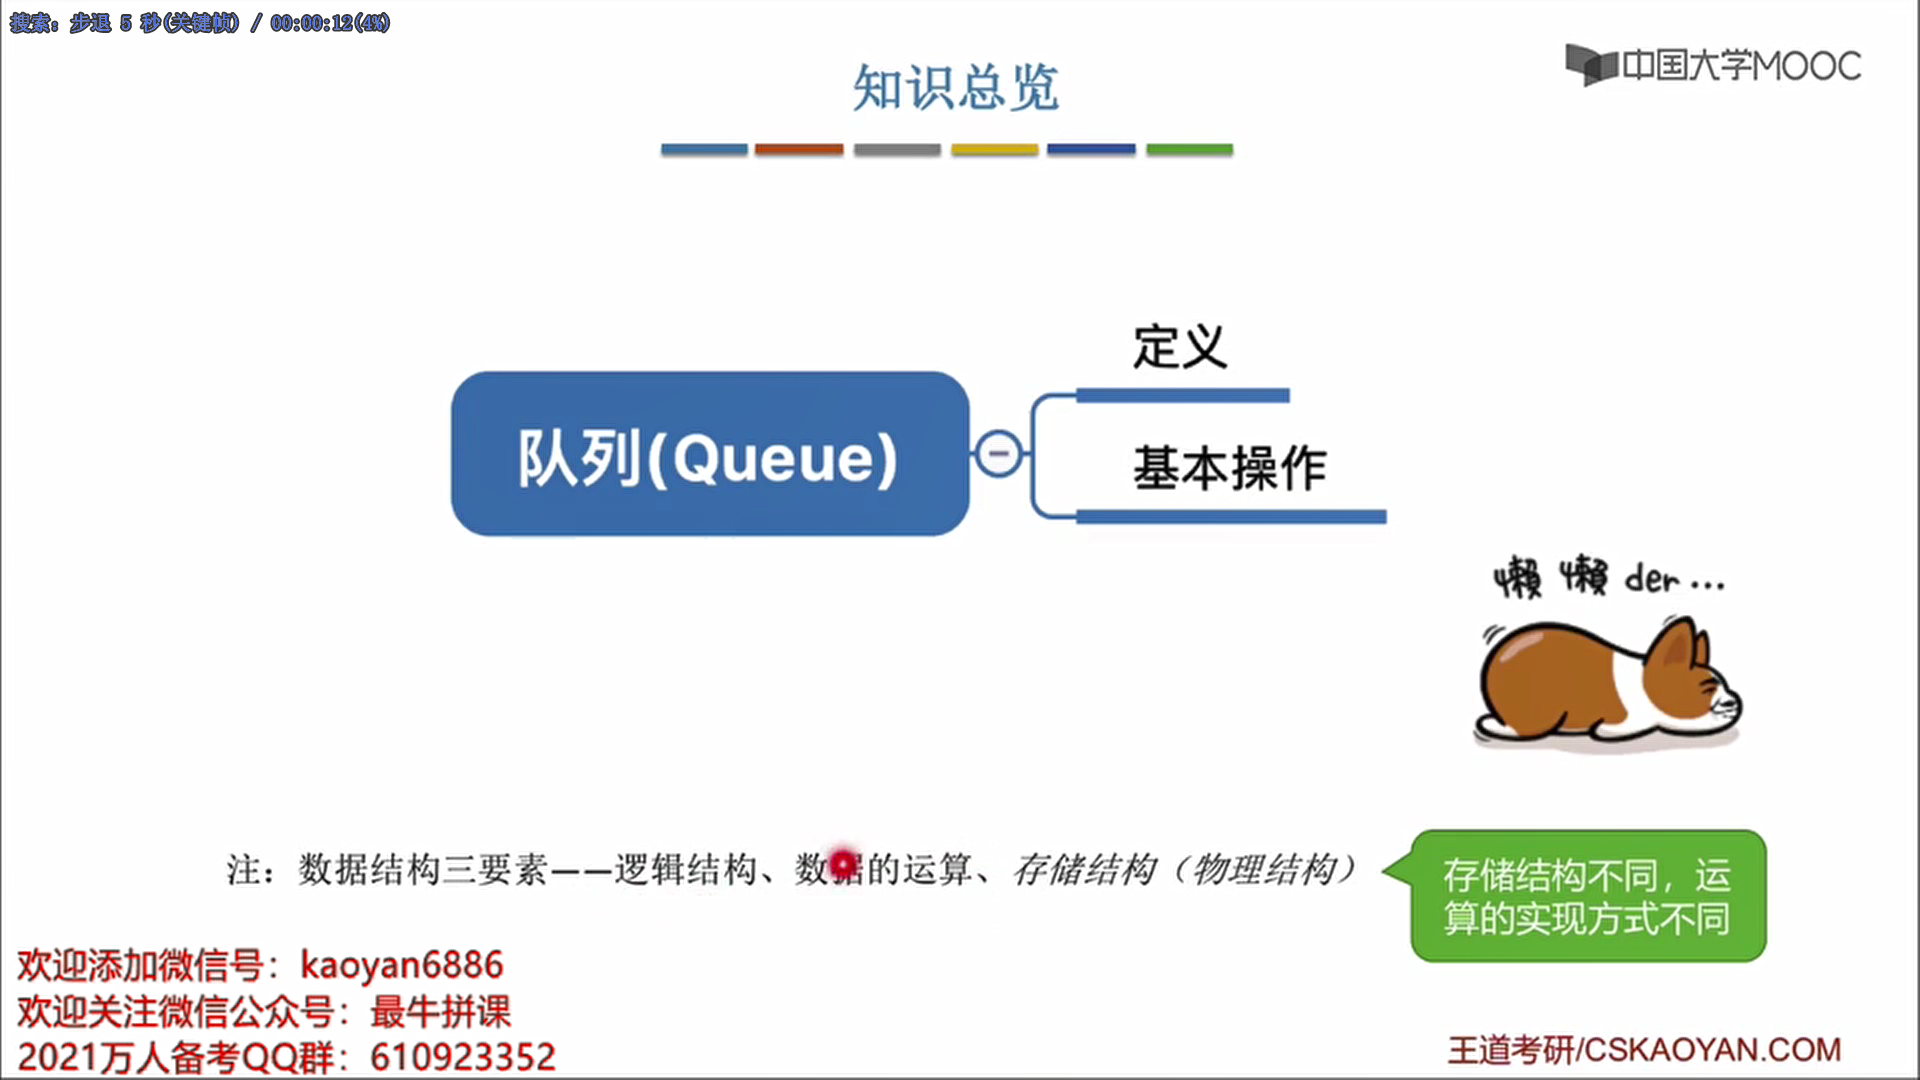 搜索: 步退 5 秒(关键帧) / 00:00:12(4%)
中国大学MOOC
知识总览
定义
队列(Queue)
基本操作
懒 懒 der...
注：数据结构三要素——逻辑结构、数据的运算、存储结构（物理结构）
存储结构不同，运
算的实现方式不同
欢迎添加微信号：kaoyan6886
欢迎关注微信公众号：最牛拼课
2021万人备考QQ群：610923352
王道考研/CSKAOYAN.COM